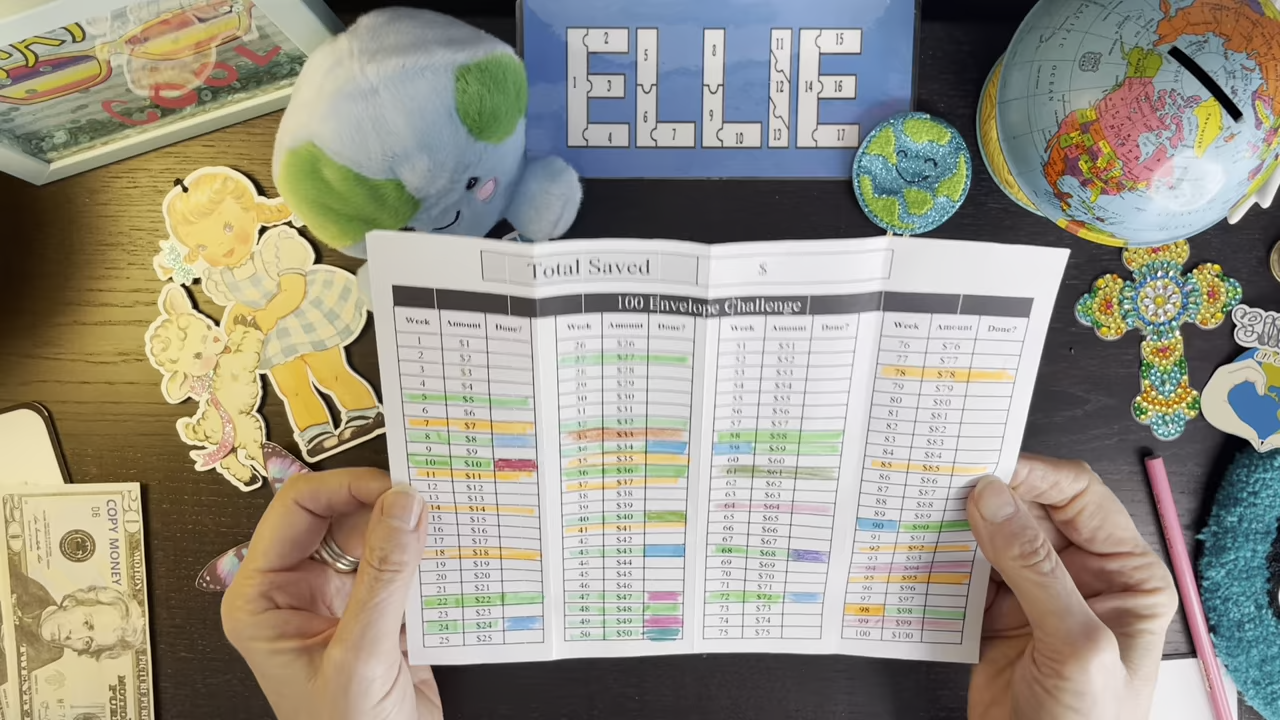 COOL
ELLIE
1 2 3 4 5 6 7 8 9 10 11 12 13 14 15 16 17
Total Saved $
100 Envelope Challenge
Week Amount Done? Week Amount Done? Week Amount Done? Week Amount Done?
1 $1 26 $26 51 $51 76 $76
2 $2 27 $27 52 $52 77 $77
3 $3 28 $28 53 $53 78 $78
4 $4 29 $29 54 $54 79 $79
5 $5 30 $30 55 $55 80 $80
6 $6 31 $31 56 $56 81 $81
7 $7 32 $32 57 $57 82 $82
8 $8 33 $33 58 $58 83 $83
9 $9 34 $34 59 $59 84 $84
10 $10 35 $35 60 $60 85 $85
11 $11 36 $36 61 $61 86 $86
12 $12 37 $37 62 $62 87 $87
13 $13 38 $38 63 $63 88 $88
14 $14 39 $39 64 $64 89 $89
15 $15 40 $40 65 $65 90 $90
16 $16 41 $41 66 $66 91 $91
17 $17 42 $42 67 $67 92 $92
18 $18 43 $43 68 $68 93 $93
19 $19 44 $44 69 $69 94 $94
20 $20 45 $45 70 $70 95 $95
21 $21 46 $46 71 $71 96 $96
22 $22 47 $47 72 $72 97 $97
23 $23 48 $48 73 $73 98 $98
24 $24 49 $49 74 $74 99 $99
25 $25 50 $50 75 $75 100 $100
20
06
COPY MONEY